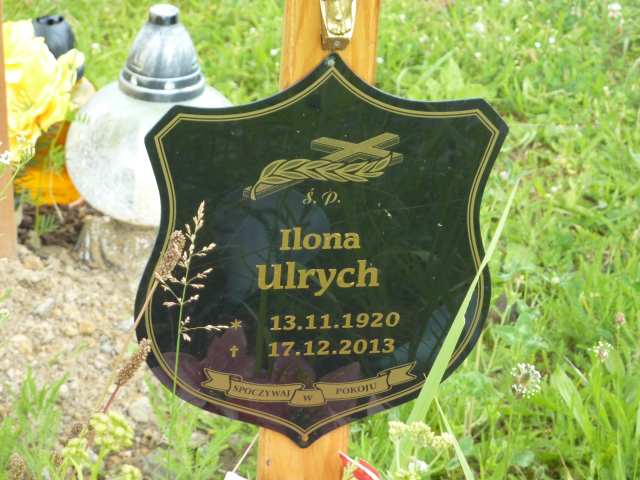 Ś. P.
Ilona
Ulrych
* 13.11.1920
✝ 17.12.2013
SPOCZYWAJ W POKOJU